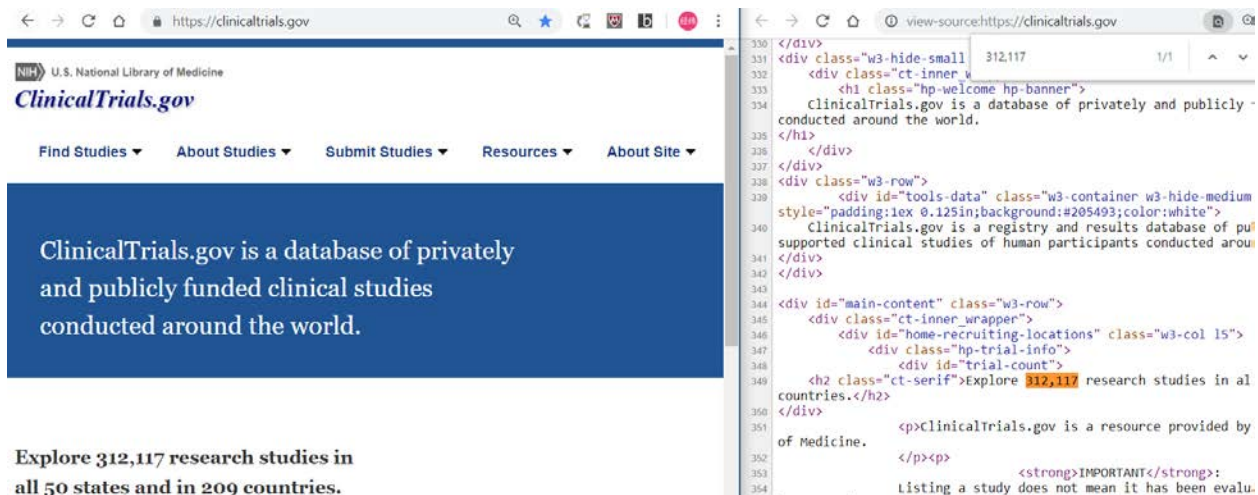 https://clinicaltrials.gov
NIH U.S. National Library of Medicine
ClinicalTrials.gov
Find Studies ▼ About Studies ▼ Submit Studies ▼ Resources ▼ About Site ▼
ClinicalTrials.gov is a database of privately
and publicly funded clinical studies
conducted around the world.
Explore 312,117 research studies in
all 50 states and in 209 countries.
view-source:https://clinicaltrials.gov
312,117 1/1
330 </div>
331 <div class="w3-hide-small
332 <div class="ct-inner_w
333 <h1 class="hp-welcome hp-banner">
334 ClinicalTrials.gov is a database of privately and publicly
conducted around the world.
335 </h1>
336 </div>
337 </div>
338 <div class="w3-row">
339 <div id="tools-data" class="w3-container w3-hide-medium
style="padding:1ex 0.125in;background:#205493;color:white">
340 ClinicalTrials.gov is a registry and results database of pu
supported clinical studies of human participants conducted arou
341 </div>
342 </div>
343
344 <div id="main-content" class="w3-row">
345 <div class="ct-inner_wrapper">
346 <div id="home-recruiting-locations" class="w3-col l5">
347 <div class="hp-trial-info">
348 <div id="trial-count">
349 <h2 class="ct-serif">Explore 312,117 research studies in al
countries.</h2>
350 </div>
351 <p>ClinicalTrials.gov is a resource provided by
of Medicine.
352 </p><p>
353 <strong>IMPORTANT</strong>:
354 Listing a study does not mean it has been evalu